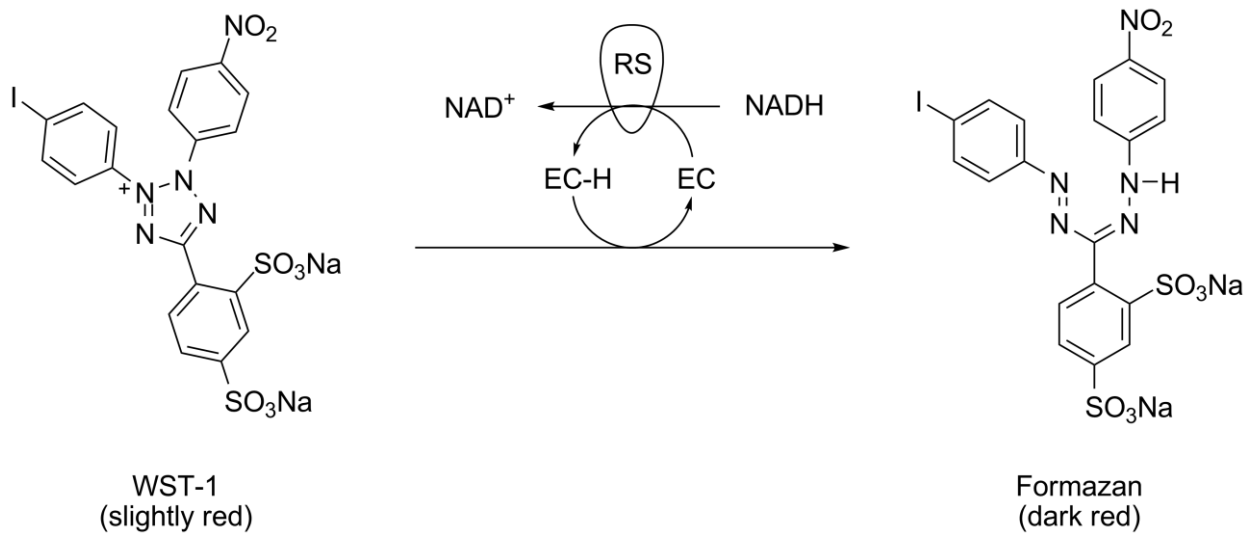 NO₂
I
N
+
N
N
N
SO₃Na
SO₃Na
WST-1
(slightly red)
RS
NAD⁺
NADH
EC-H
EC
NO₂
I
N
N
N–H
N
SO₃Na
SO₃Na
Formazan
(dark red)